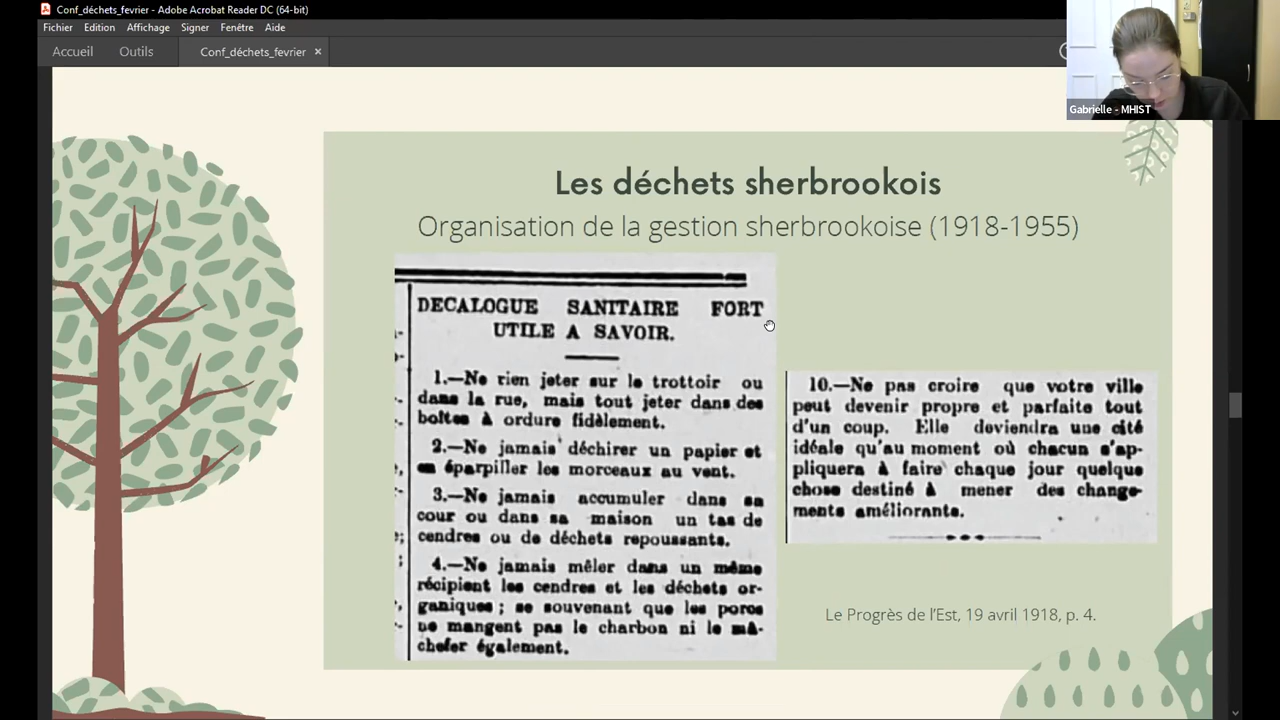 Conf_déchets_fevrier - Adobe Acrobat Reader DC (64-bit)
Fichier Edition Affichage Signer Fenêtre Aide
Accueil Outils Conf_déchets_fevrier ×
Gabrielle - MHIST
Les déchets sherbrookois
Organisation de la gestion sherbrookoise (1918-1955)
DECALOGUE SANITAIRE FORT
UTILE A SAVOIR.
1.—Ne rien jeter sur le trottoir ou
dans la rue, mais tout jeter dans des
boîtes à ordure fidèlement.
2.—Ne jamais déchirer un papier et
en éparpiller les morceaux au vent.
3.—Ne jamais accumuler dans sa
cour ou dans sa maison un tas de
cendres ou de déchets repoussants.
4.—Ne jamais mêler dans un même
récipient les cendres et les déchets or-
ganiques; se souvenant que les porcs
ne mangent pas le charbon ni le mâ-
chefer également.
10.—Ne pas croire que votre ville
peut devenir propre et parfaite tout
d'un coup. Elle deviendra une cité
idéale qu'au moment où chacun s'ap-
pliquera à faire chaque jour quelque
chose destiné à mener des change-
ments améliorants.
Le Progrès de l'Est, 19 avril 1918, p. 4.